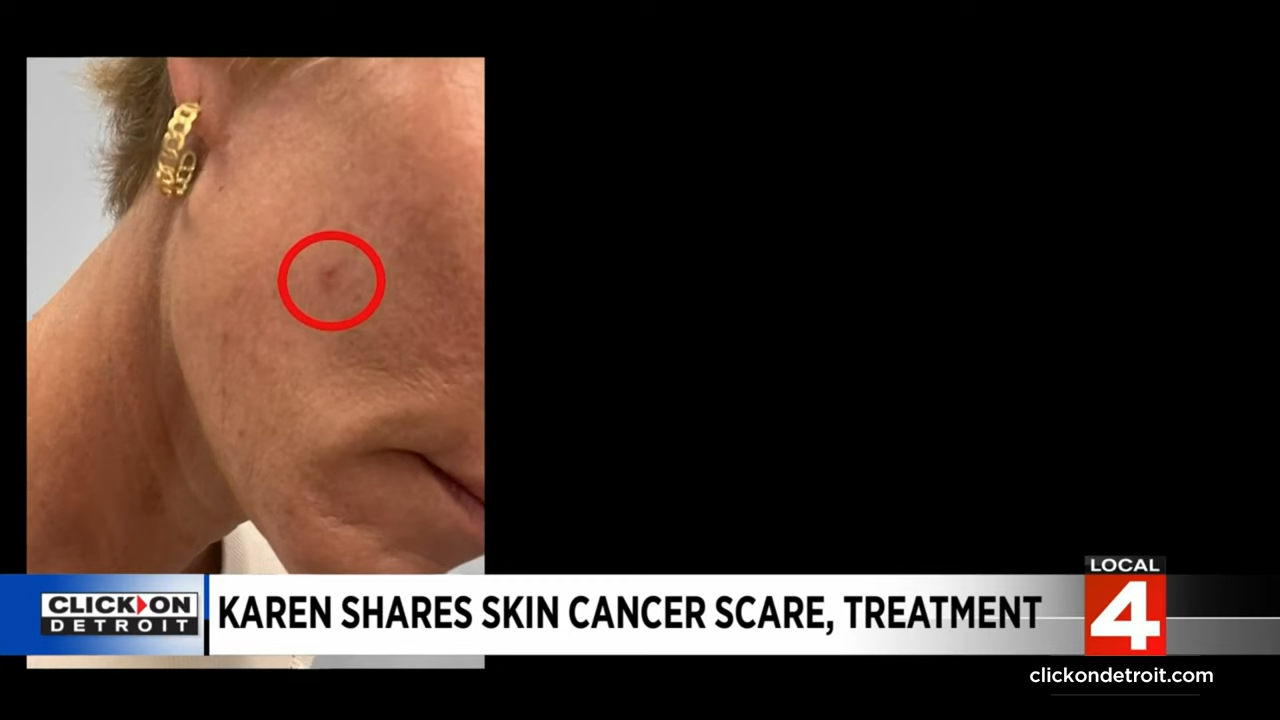 CLICK ON
DETROIT
KAREN SHARES SKIN CANCER SCARE, TREATMENT
LOCAL
4
clickondetroit.com